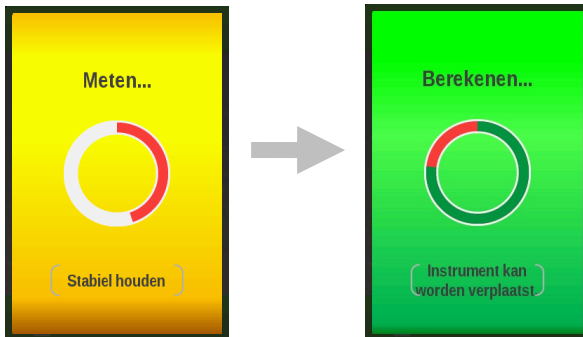 Meten...
Stabiel houden
Berekenen...
Instrument kan
worden verplaatst.